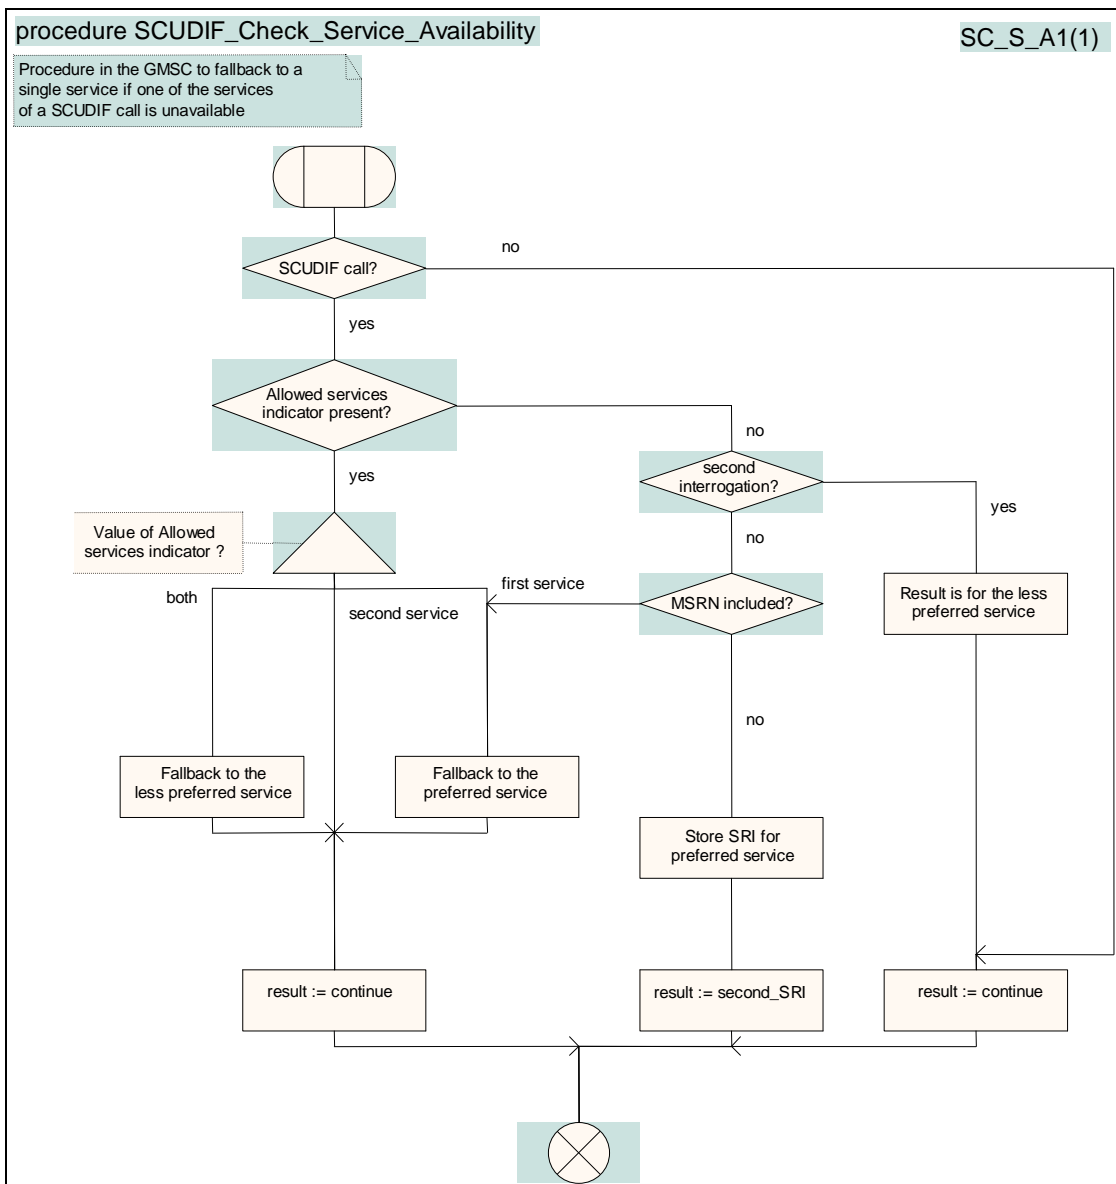 procedure SCUDIF_Check_Service_Availability
SC_S_A1(1)
Procedure in the GMSC to fallback to a
single service if one of the services
of a SCUDIF call is unavailable
no
SCUDIF call?
yes
Allowed services
indicator present?
no
second
interrogation?
yes
yes
Value of Allowed
services indicator ?
no
both
first service
second service
MSRN included?
Result is for the less
preferred service
no
Fallback to the
less preferred service
Fallback to the
preferred service
Store SRI for
preferred service
result := continue
result := second_SRI
result := continue